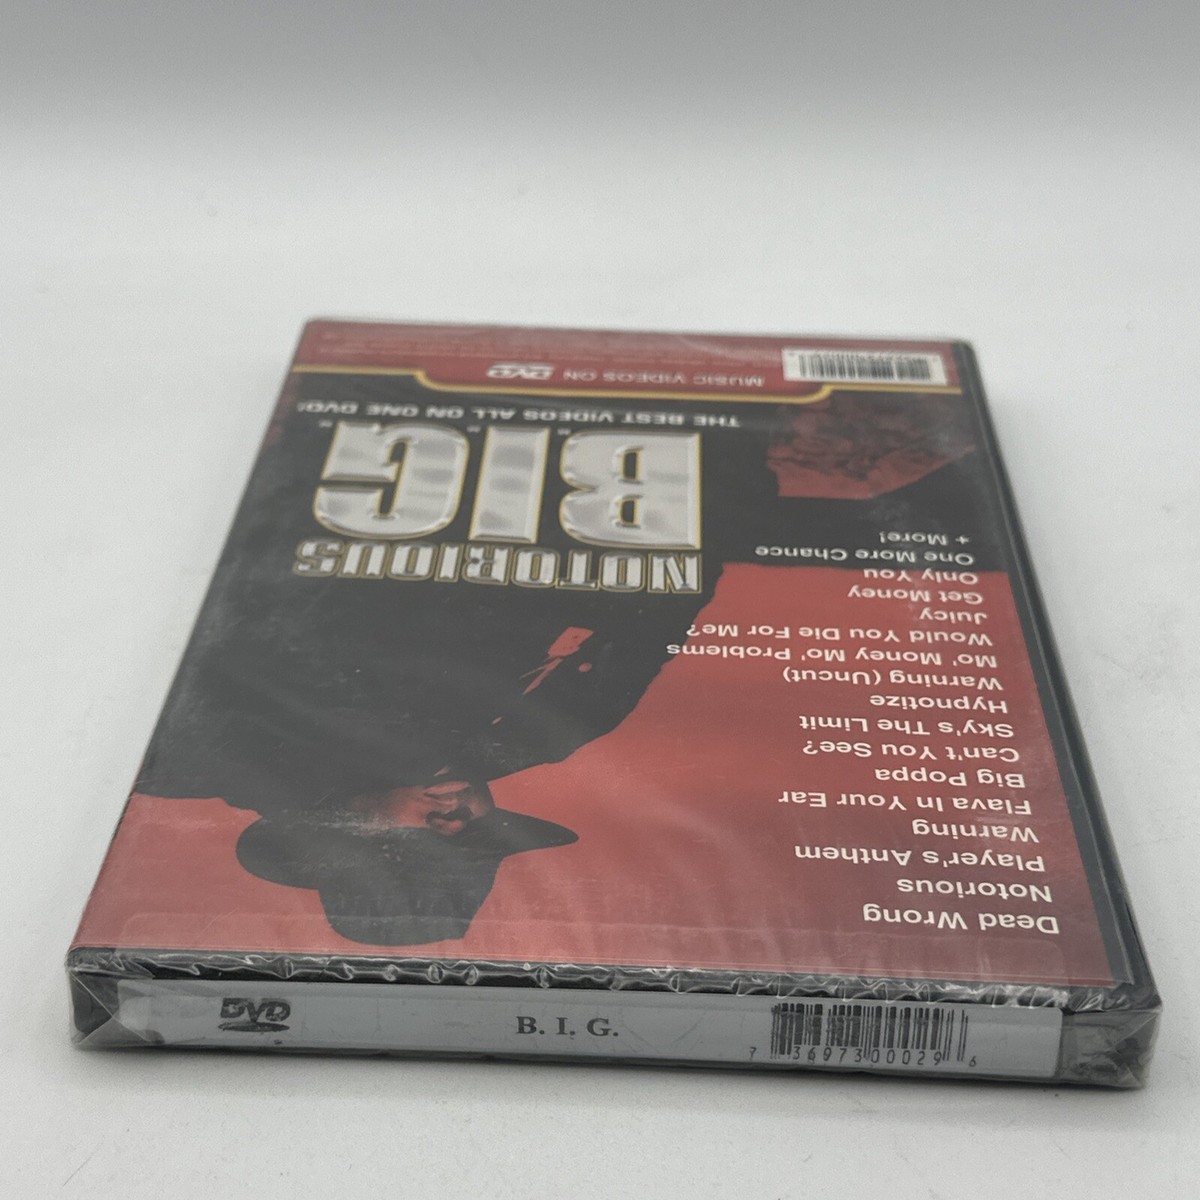 Dead Wrong
Notorious
Player's Anthem
Warning
Flava In Your Ear
Big Poppa
Can't You See?
Sky's The Limit
Hypnotize
Warning (Uncut)
Mo' Money Mo' Problems
Would You Die For Me?
Juicy
Get Money
Only You
One More Chance
+ More!
NOTORIOUS
B.I.G.
THE BEST VIDEOS ALL ON ONE DVD!
MUSIC VIDEOS ON DVD
DVD
B. I. G.
7 36973 00029 6